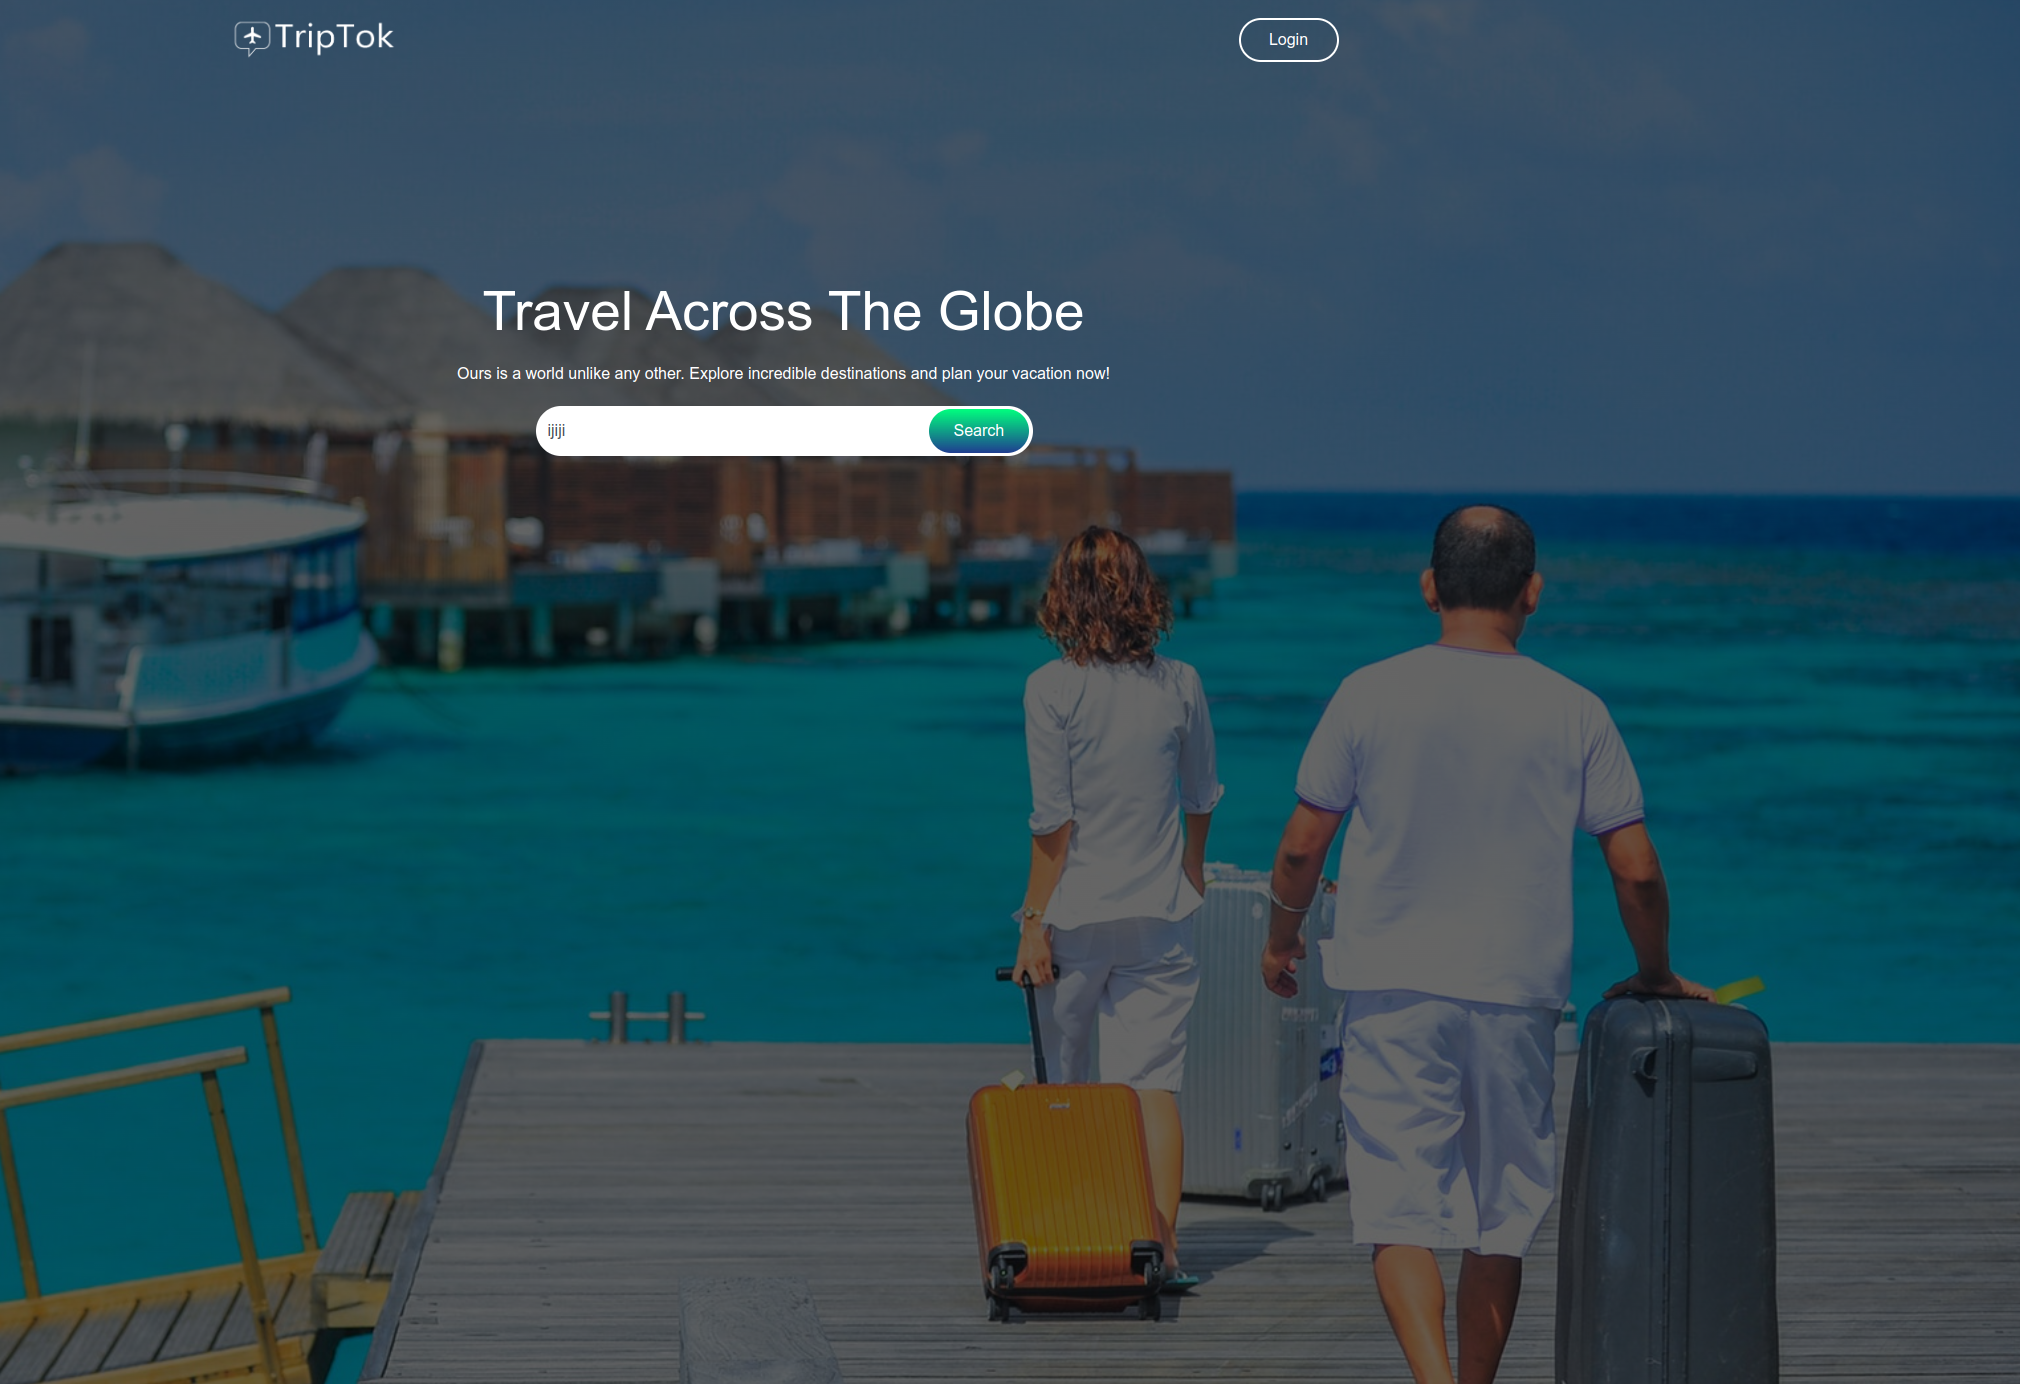 TripTok
Login
Travel Across The Globe
Ours is a world unlike any other. Explore incredible destinations and plan your vacation now!
ijiji
Search